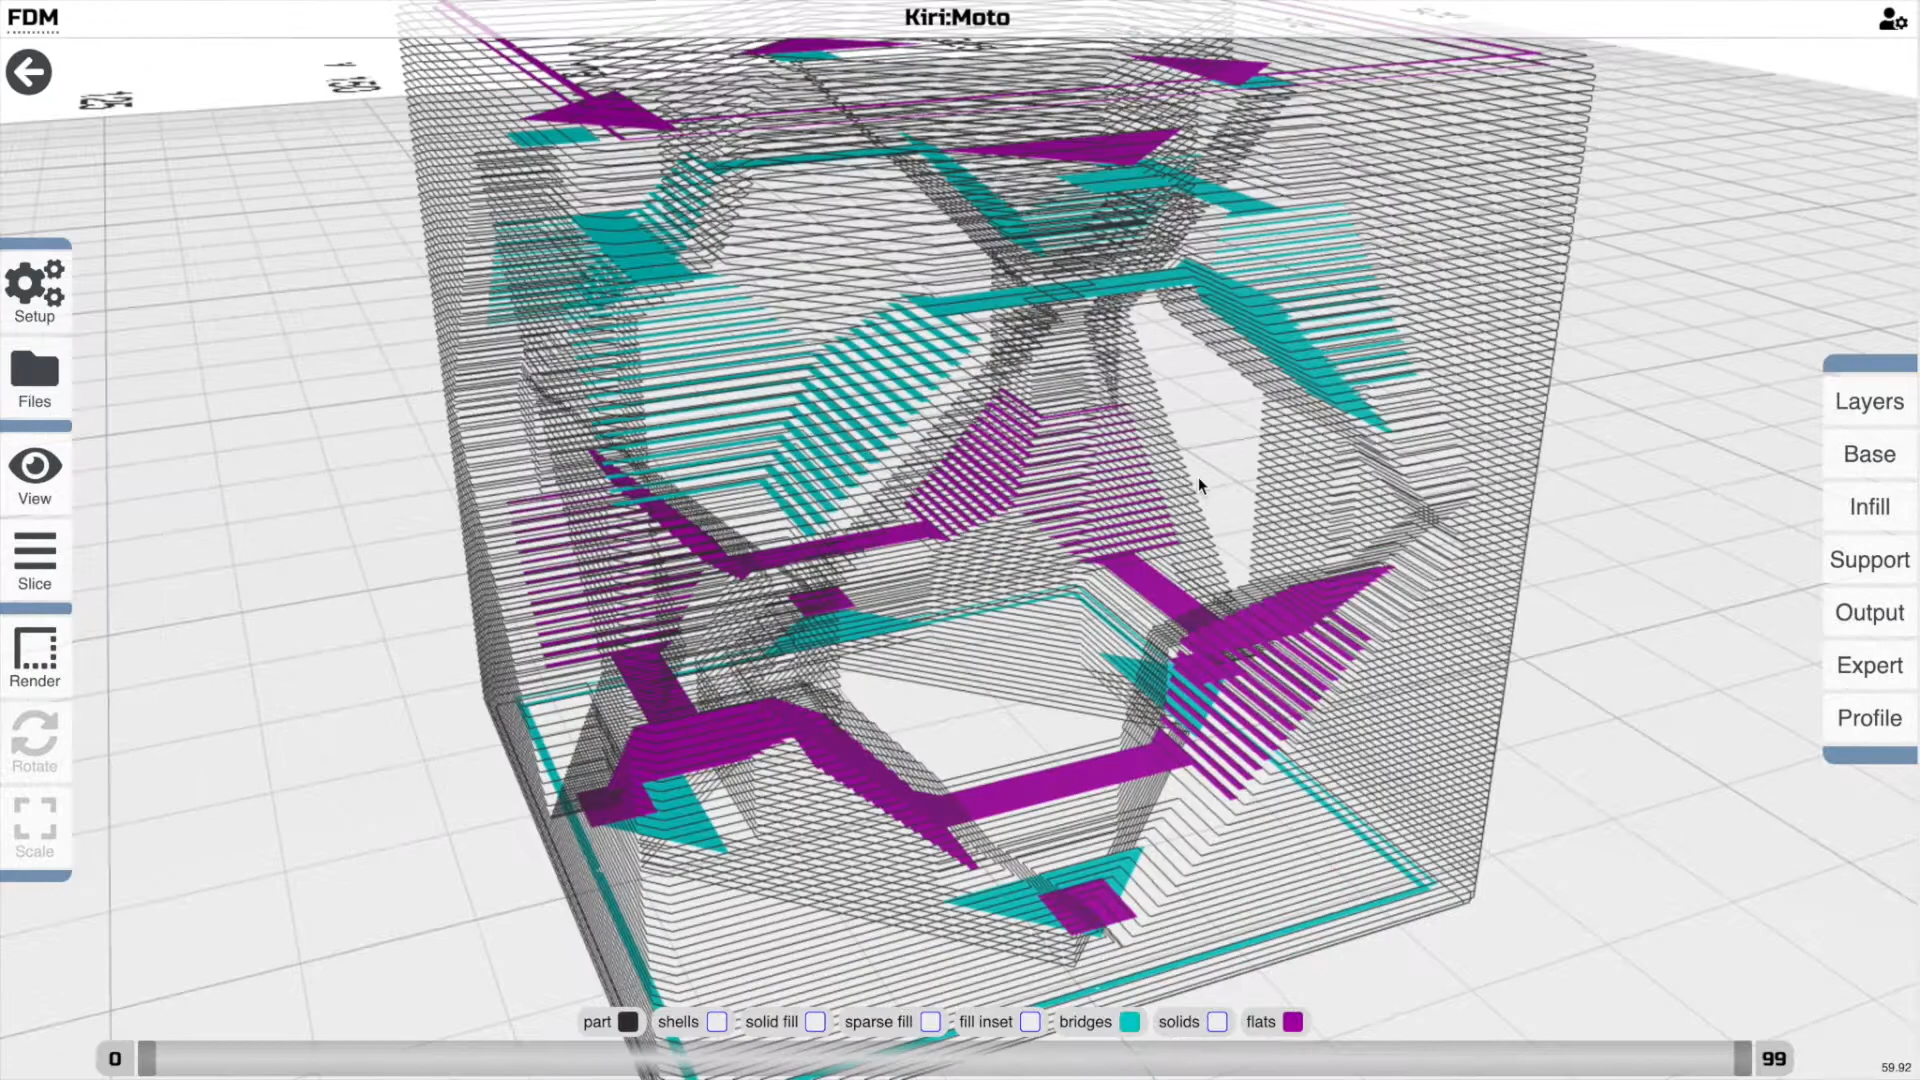 FDM
Kiri:Moto
Setup
Files
View
Slice
Render
Rotate
Scale
Layers
Base
Infill
Support
Output
Expert
Profile
part shells solid fill sparse fill fill inset bridges solids flats
0 99
59.92